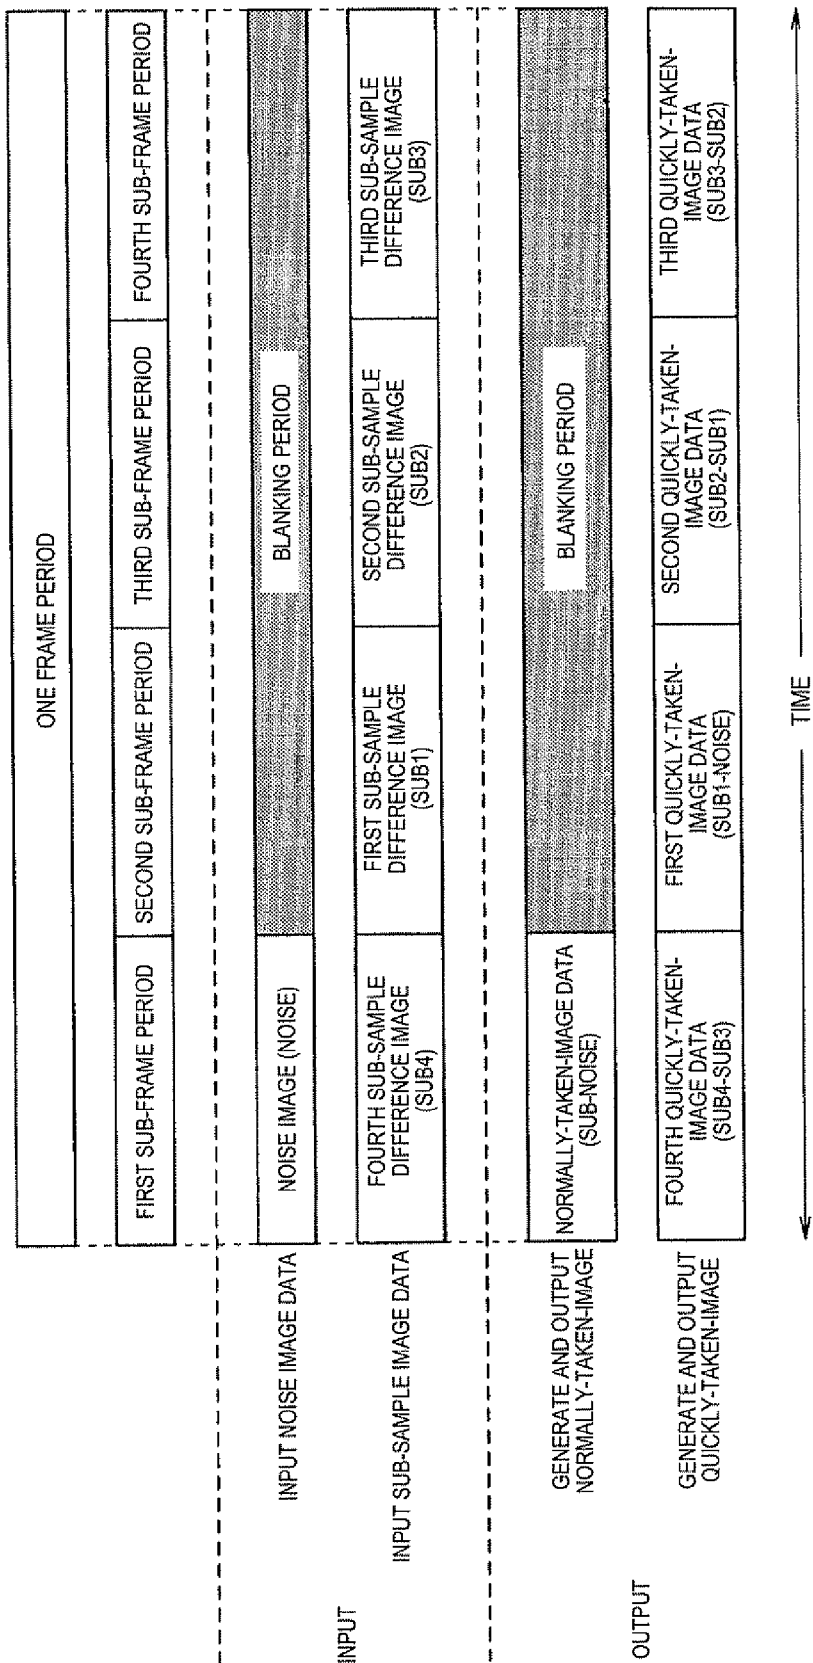 ONE FRAME PERIOD
FIRST SUB-FRAME PERIOD
SECOND SUB-FRAME PERIOD
THIRD SUB-FRAME PERIOD
FOURTH SUB-FRAME PERIOD
INPUT
INPUT NOISE IMAGE DATA
NOISE IMAGE (NOISE)
BLANKING PERIOD
INPUT SUB-SAMPLE IMAGE DATA
FOURTH SUB-SAMPLE
DIFFERENCE IMAGE
(SUB4)
FIRST SUB-SAMPLE
DIFFERENCE IMAGE
(SUB1)
SECOND SUB-SAMPLE
DIFFERENCE IMAGE
(SUB2)
THIRD SUB-SAMPLE
DIFFERENCE IMAGE
(SUB3)
OUTPUT
GENERATE AND OUTPUT
NORMALLY-TAKEN-IMAGE
NORMALLY-TAKEN-IMAGE DATA
(SUB-NOISE)
BLANKING PERIOD
GENERATE AND OUTPUT
QUICKLY-TAKEN-IMAGE
FOURTH QUICKLY-TAKEN-
IMAGE DATA
(SUB4-SUB3)
FIRST QUICKLY-TAKEN-
IMAGE DATA
(SUB1-NOISE)
SECOND QUICKLY-TAKEN-
IMAGE DATA
(SUB2-SUB1)
THIRD QUICKLY-TAKEN-
IMAGE DATA
(SUB3-SUB2)
TIME